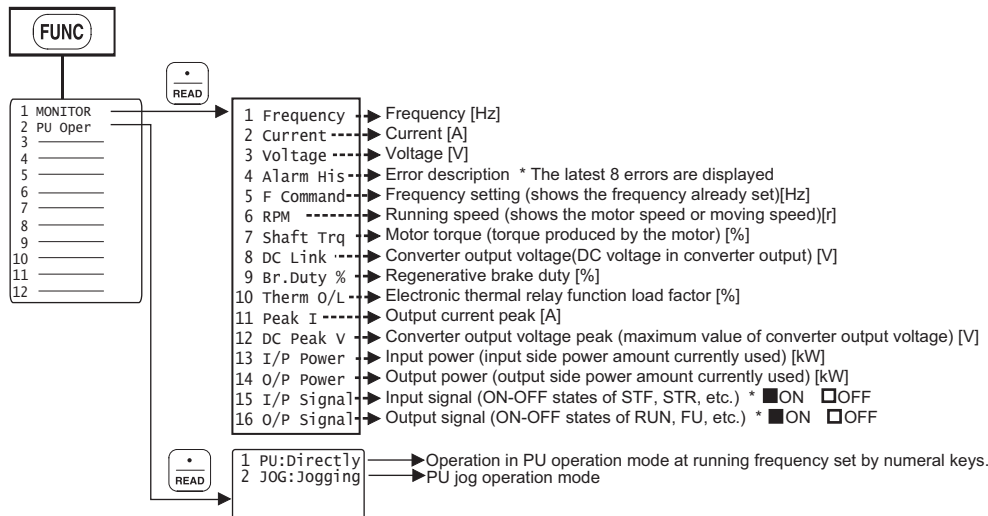 FUNC
•
READ
1 MONITOR
2 PU Oper
3
4
5
6
7
8
9
10
11
12
1 Frequency Frequency [Hz]
2 Current Current [A]
3 Voltage Voltage [V]
4 Alarm His Error description * The latest 8 errors are displayed
5 F Command Frequency setting (shows the frequency already set)[Hz]
6 RPM Running speed (shows the motor speed or moving speed)[r]
7 Shaft Trq Motor torque (torque produced by the motor) [%]
8 DC Link Converter output voltage(DC voltage in converter output) [V]
9 Br.Duty % Regenerative brake duty [%]
10 Therm O/L Electronic thermal relay function load factor [%]
11 Peak I Output current peak [A]
12 DC Peak V Converter output voltage peak (maximum value of converter output voltage) [V]
13 I/P Power Input power (input side power amount currently used) [kW]
14 O/P Power Output power (output side power amount currently used) [kW]
15 I/P Signal Input signal (ON-OFF states of STF, STR, etc.) * ■ON □OFF
16 O/P Signal Output signal (ON-OFF states of RUN, FU, etc.) * ■ON □OFF
•
READ
1 PU:Directly Operation in PU operation mode at running frequency set by numeral keys.
2 JOG:Jogging PU jog operation mode